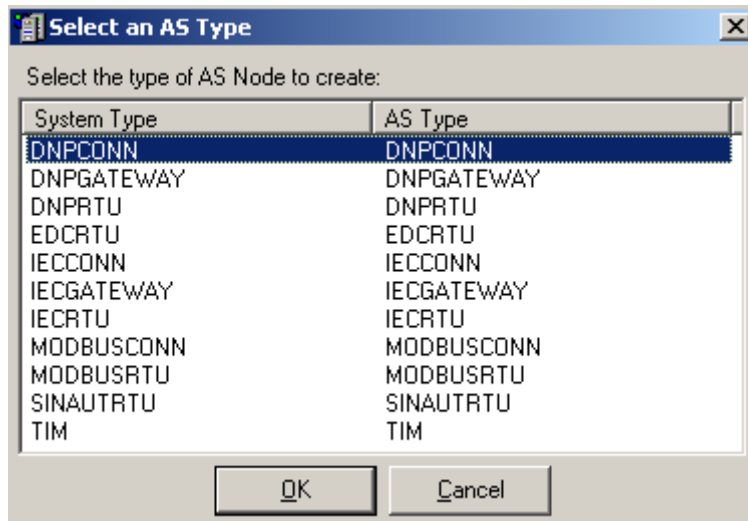 Select an AS Type
Select the type of AS Node to create:
System Type AS Type
DNPCONN DNPCONN
DNPGATEWAY DNPGATEWAY
DNPRTU DNPRTU
EDCRTU EDCRTU
IECCONN IECCONN
IECGATEWAY IECGATEWAY
IECRTU IECRTU
MODBUSCONN MODBUSCONN
MODBUSRTU MODBUSRTU
SINAUTRTU SINAUTRTU
TIM TIM
OK Cancel